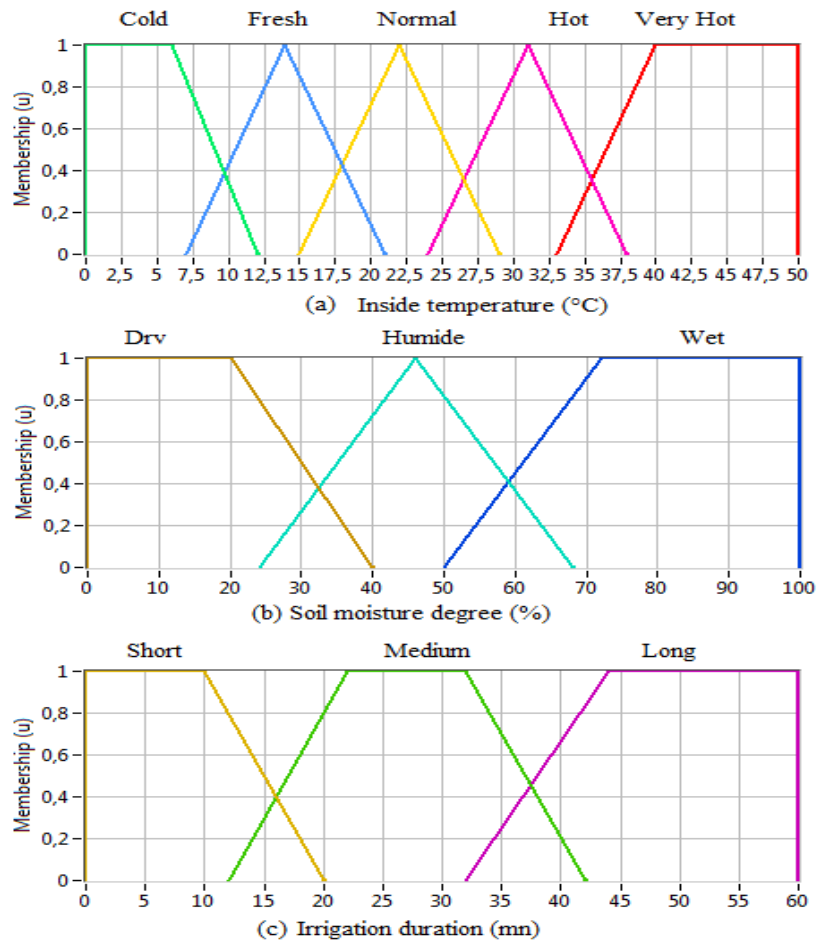 Cold Fresh Normal Hot Very Hot
1
0,8
0,6
0,4
0,2
0
Membership (u)
0 2,5 5 7,5 10 12,5 15 17,5 20 22,5 25 27,5 30 32,5 35 37,5 40 42,5 45 47,5 50
(a) Inside temperature (°C)
Drv Humide Wet
1
0,8
0,6
0,4
0,2
0
Membership (u)
0 10 20 30 40 50 60 70 80 90 100
(b) Soil moisture degree (%)
Short Medium Long
1
0,8
0,6
0,4
0,2
0
Membership (u)
0 5 10 15 20 25 30 35 40 45 50 55 60
(c) Irrigation duration (mn)